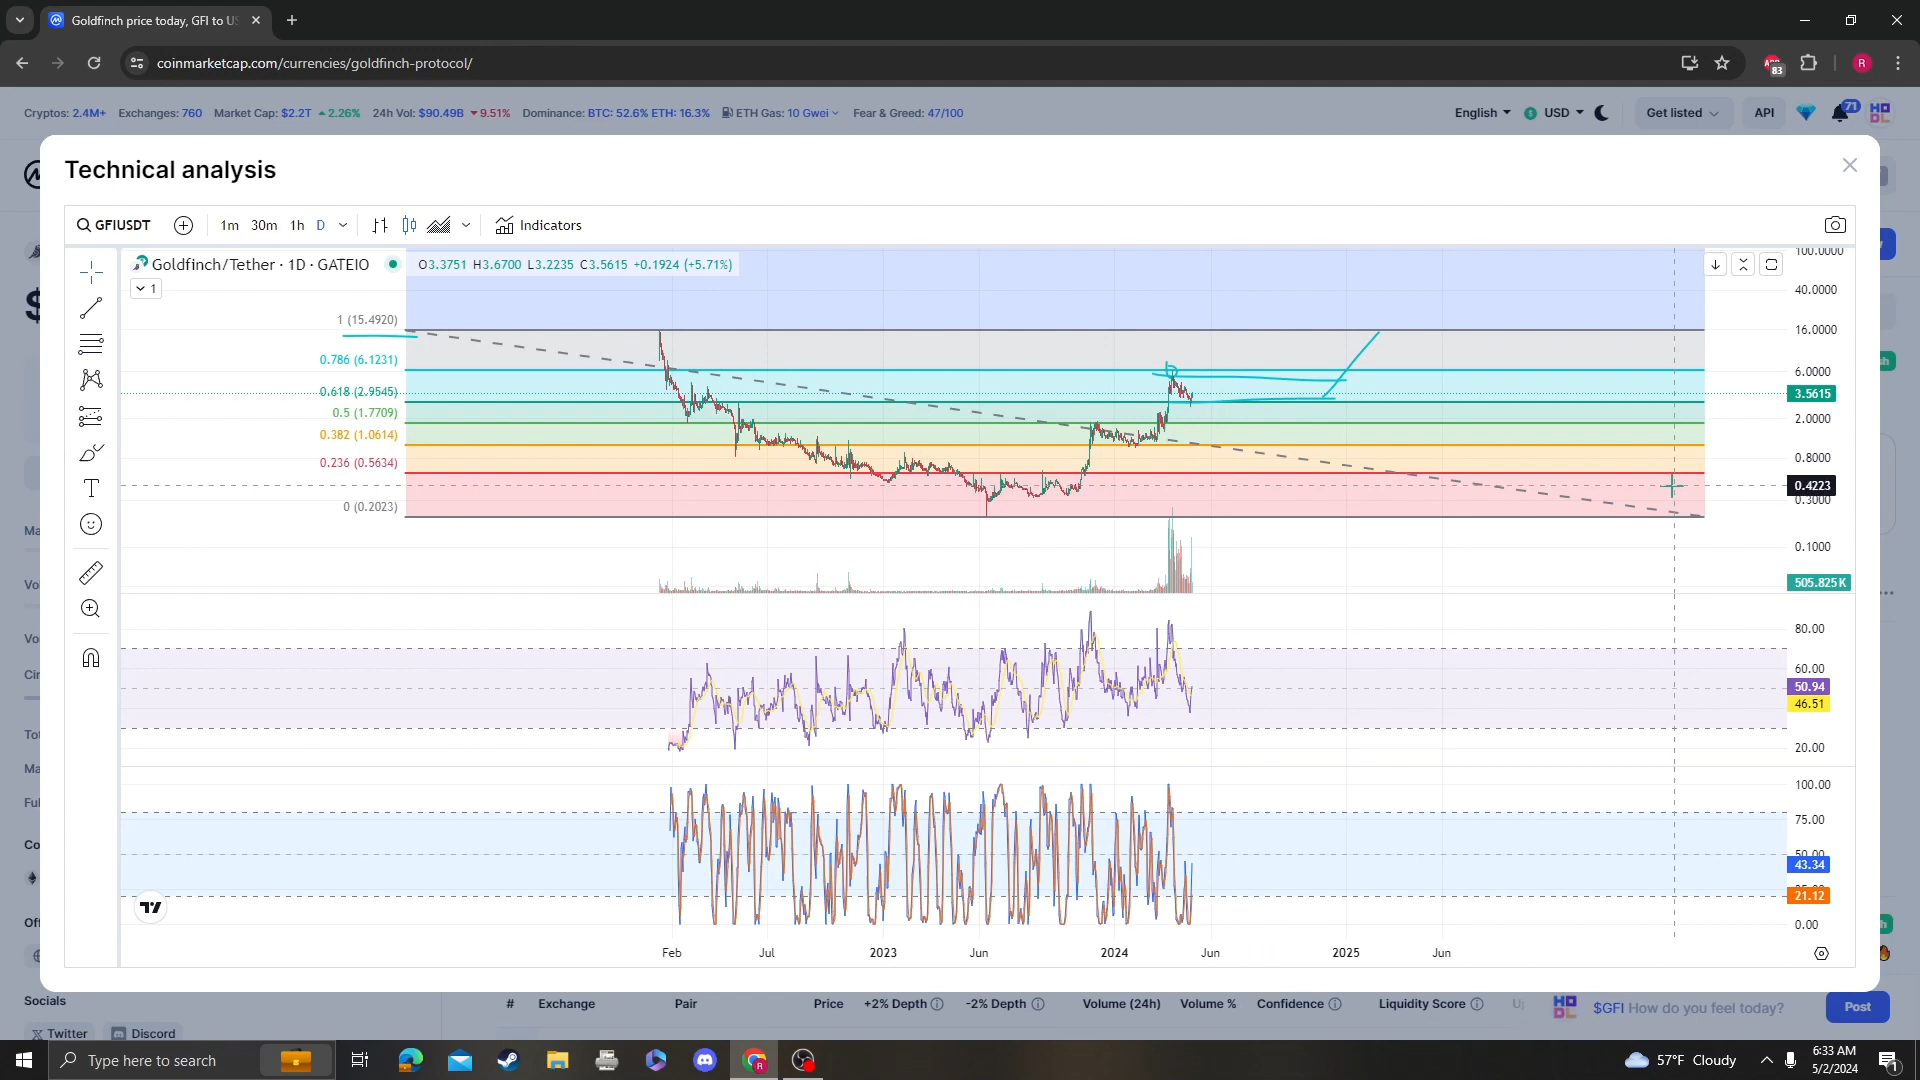 Goldfinch price today, GFI to US
coinmarketcap.com/currencies/goldfinch-protocol/
83
R
Cryptos: 2.4M+ Exchanges: 760 Market Cap: $2.2T 2.26% 24h Vol: $90.49B 9.51% Dominance: BTC: 52.6% ETH: 16.3% ETH Gas: 10 Gwei Fear & Greed: 47/100
English USD Get listed API 71
Technical analysis
GFIUSDT 1m 30m 1h D Indicators
Goldfinch/Tether · 1D · GATEIO O3.3751 H3.6700 L3.2235 C3.5615 +0.1924 (+5.71%)
1
1 (15.4920)
0.786 (6.1231)
0.618 (2.9545)
0.5 (1.7709)
0.382 (1.0614)
0.236 (0.5634)
0 (0.2023)
100.0000
40.0000
16.0000
6.0000
3.5615
2.0000
0.8000
0.4223
0.3000
0.1000
505.825K
80.00
60.00
50.94
46.51
20.00
100.00
75.00
50.00
43.34
21.12
0.00
Feb Jul 2023 Jun 2024 Jun 2025 Jun
Socials
Twitter Discord
# Exchange Pair Price +2% Depth -2% Depth Volume (24h) Volume % Confidence Liquidity Score
$GFI How do you feel today? Post
Type here to search
57°F Cloudy
6:33 AM
5/2/2024
1